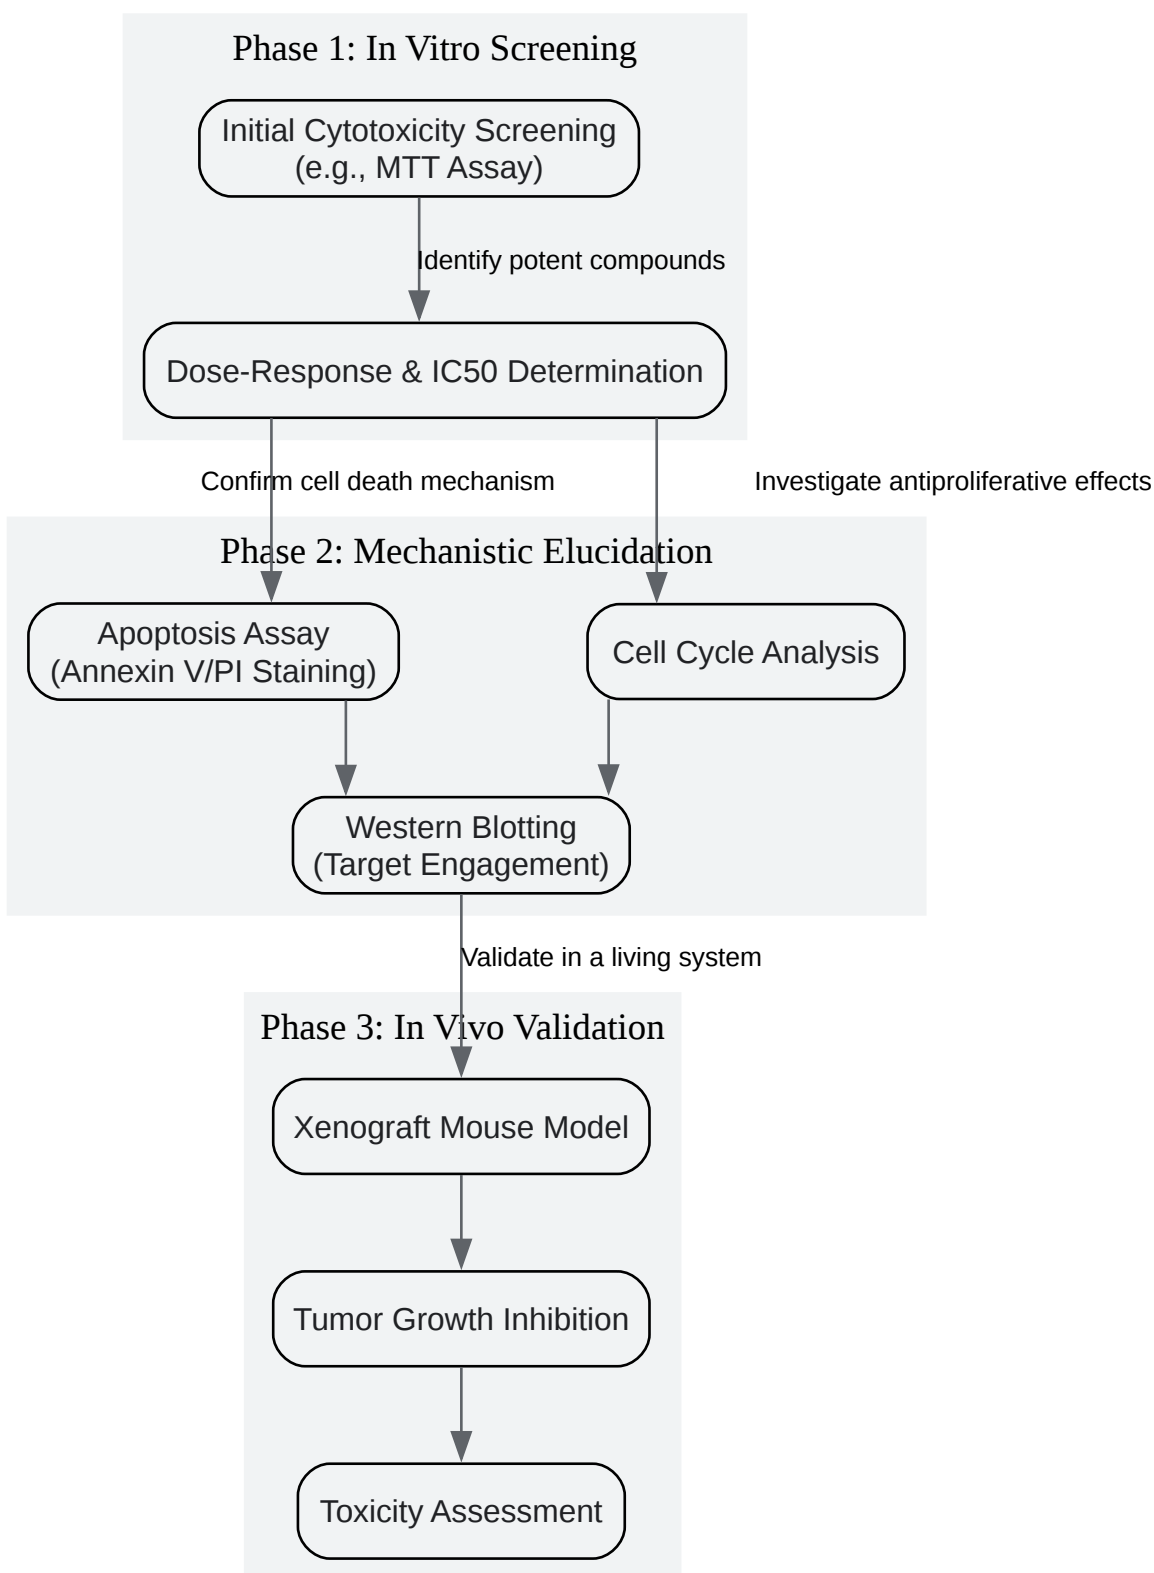 Phase 1: In Vitro Screening
Initial Cytotoxicity Screening
(e.g., MTT Assay)
Identify potent compounds
Dose-Response & IC50 Determination
Confirm cell death mechanism
Investigate antiproliferative effects
Phase 2: Mechanistic Elucidation
Apoptosis Assay
(Annexin V/PI Staining)
Cell Cycle Analysis
Western Blotting
(Target Engagement)
Validate in a living system
Phase 3: In Vivo Validation
Xenograft Mouse Model
Tumor Growth Inhibition
Toxicity Assessment